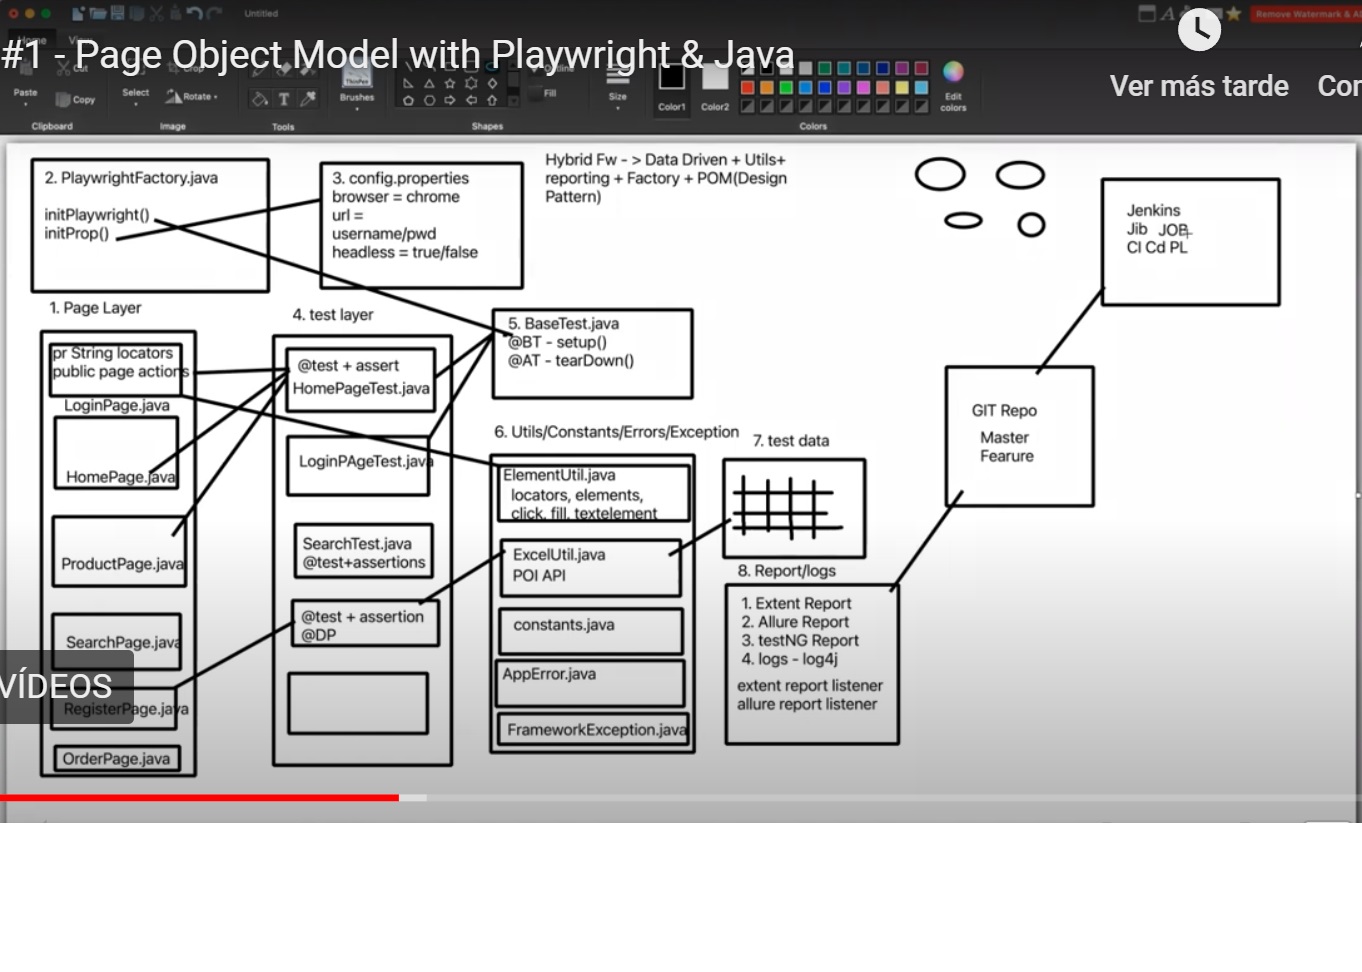 Untitled
Remove Watermark & A
Home
#1 - Page Object Model with Playwright & Java
Ver más tarde
Cor
Paste
Cut
Copy
Clipboard
Select
Crop
Rotate
Image
Tools
Brushes
Shapes
Outline
Fill
Size
Color1
Color2
Colors
Edit
colors
2. PlaywrightFactory.java
initPlaywright()
initProp()
3. config.properties
browser = chrome
url =
username/pwd
headless = true/false
Hybrid Fw - > Data Driven + Utils+
reporting + Factory + POM(Design
Pattern)
Jenkins
Jib JOB
CI Cd PL
1. Page Layer
pr String locators
public page actions
LoginPage.java
HomePage.java
ProductPage.java
SearchPage.java
RegisterPage.java
OrderPage.java
VÍDEOS
4. test layer
@test + assert
HomePageTest.java
LoginPAgeTest.java
SearchTest.java
@test+assertions
@test + assertion
@DP
5. BaseTest.java
@BT - setup()
@AT - tearDown()
6. Utils/Constants/Errors/Exception
ElementUtil.java
locators, elements,
click, fill, textelement
ExcelUtil.java
POI API
constants.java
AppError.java
FrameworkException.java
7. test data
8. Report/logs
1. Extent Report
2. Allure Report
3. testNG Report
4. logs - log4j
extent report listener
allure report listener
GIT Repo
Master
Fearure